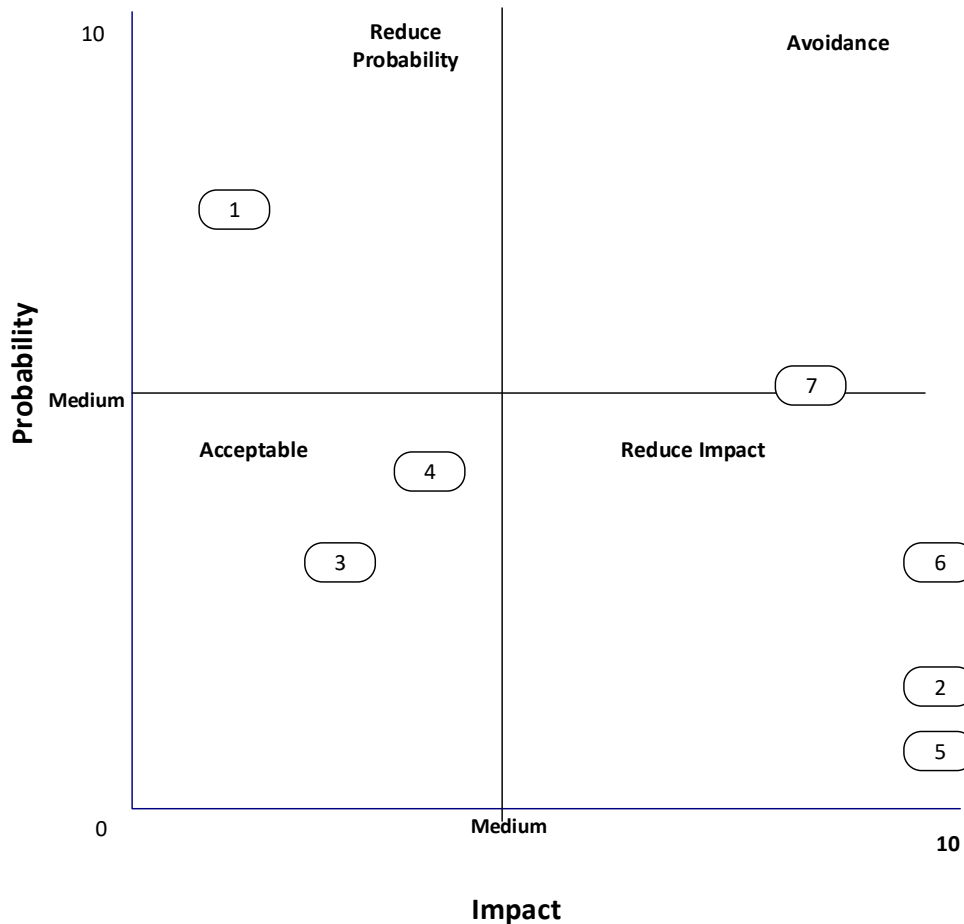 10
Reduce
Probability
Avoidance
1
Probability
7
Medium
Acceptable
Reduce Impact
4
3
6
2
5
0
Medium
10
Impact